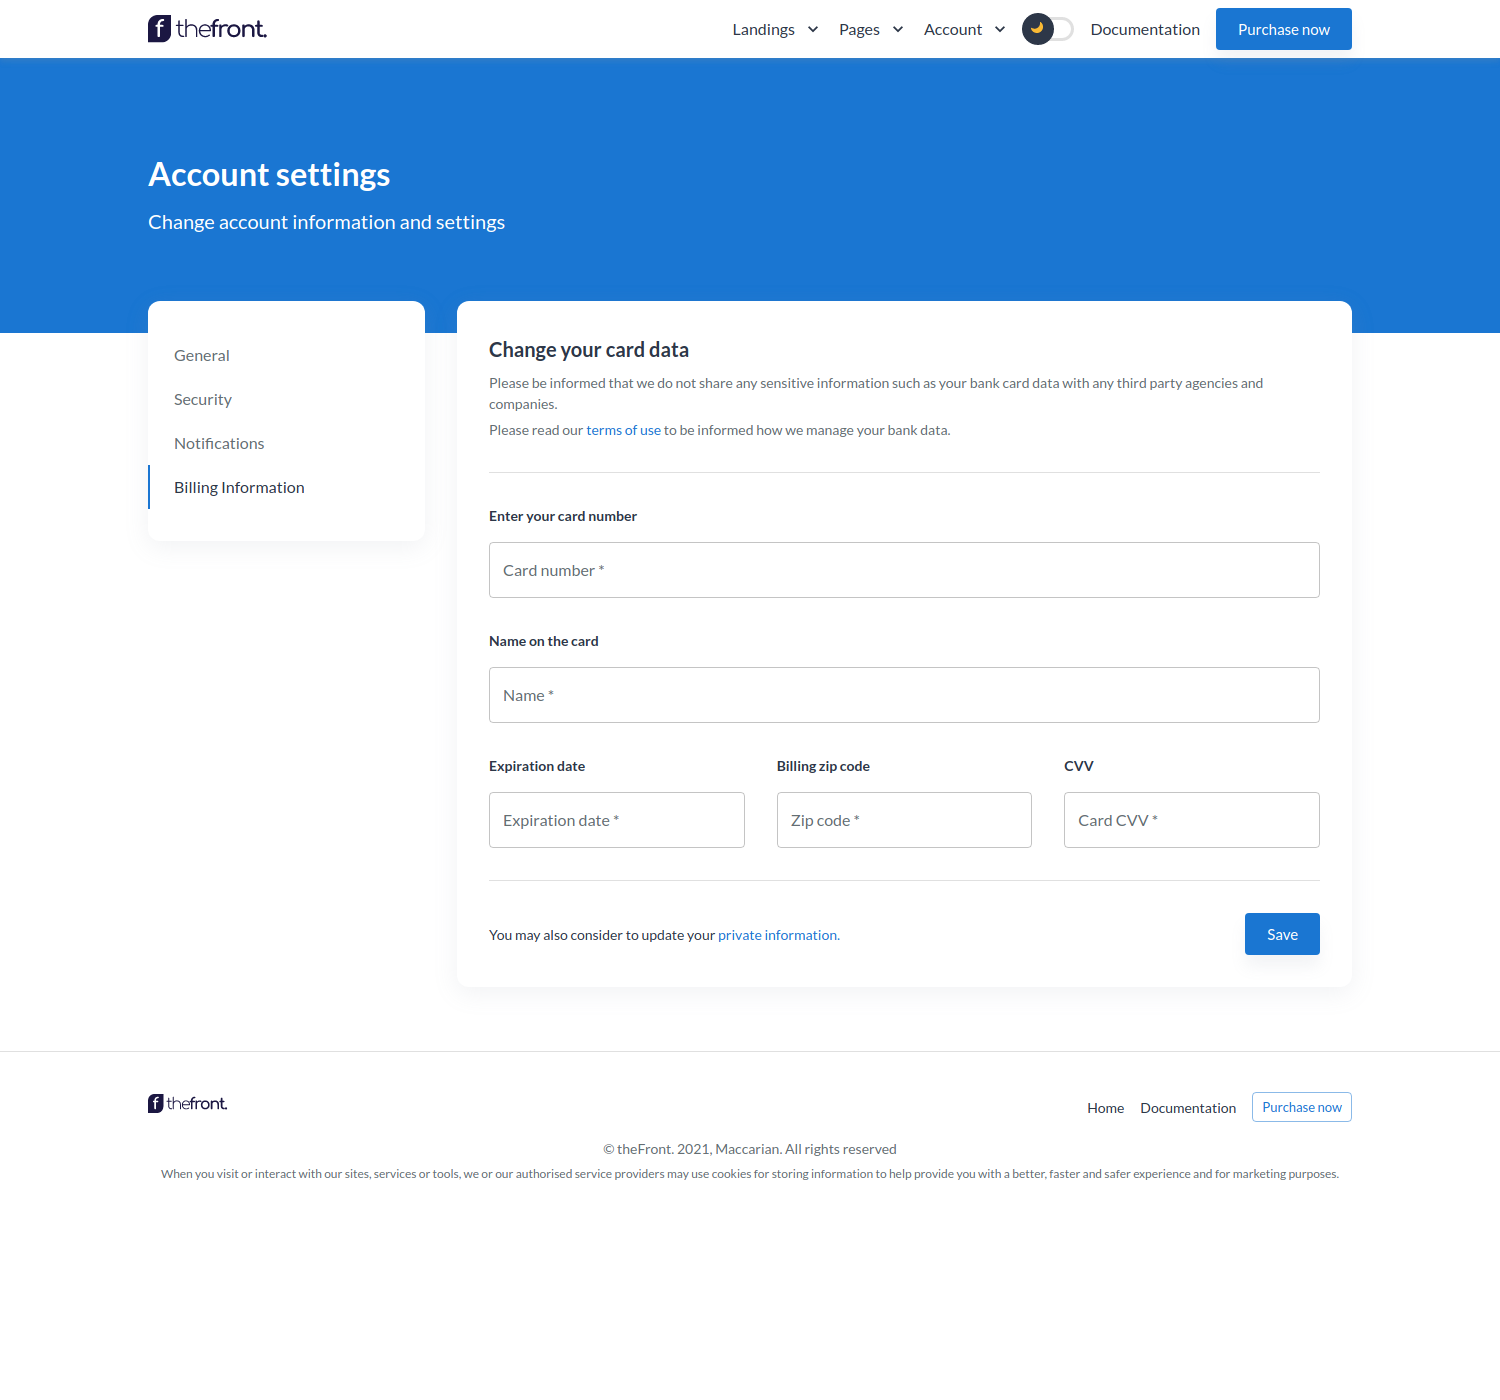 thefront.
Landings Pages Account Documentation Purchase now
Account settings
Change account information and settings
General
Security
Notifications
Billing Information
Change your card data
Please be informed that we do not share any sensitive information such as your bank card data with any third party agencies and
companies.
Please read our terms of use to be informed how we manage your bank data.
Enter your card number
Card number *
Name on the card
Name *
Expiration date Billing zip code CVV
Expiration date * Zip code * Card CVV *
You may also consider to update your private information. Save
thefront. Home Documentation Purchase now
© theFront. 2021, Maccarian. All rights reserved
When you visit or interact with our sites, services or tools, we or our authorised service providers may use cookies for storing information to help provide you with a better, faster and safer experience and for marketing purposes.